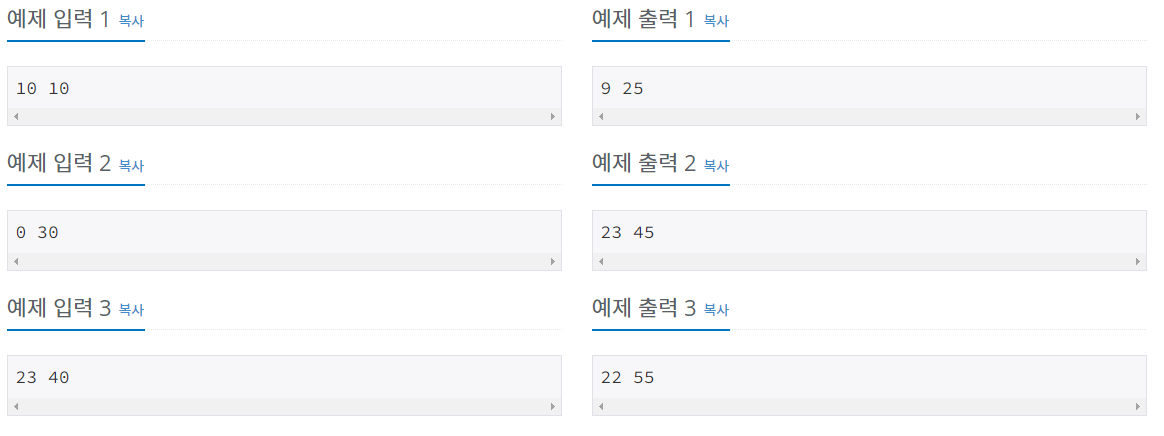 예제 입력 1 복사
10 10
예제 출력 1 복사
9 25
예제 입력 2 복사
0 30
예제 출력 2 복사
23 45
예제 입력 3 복사
23 40
예제 출력 3 복사
22 55